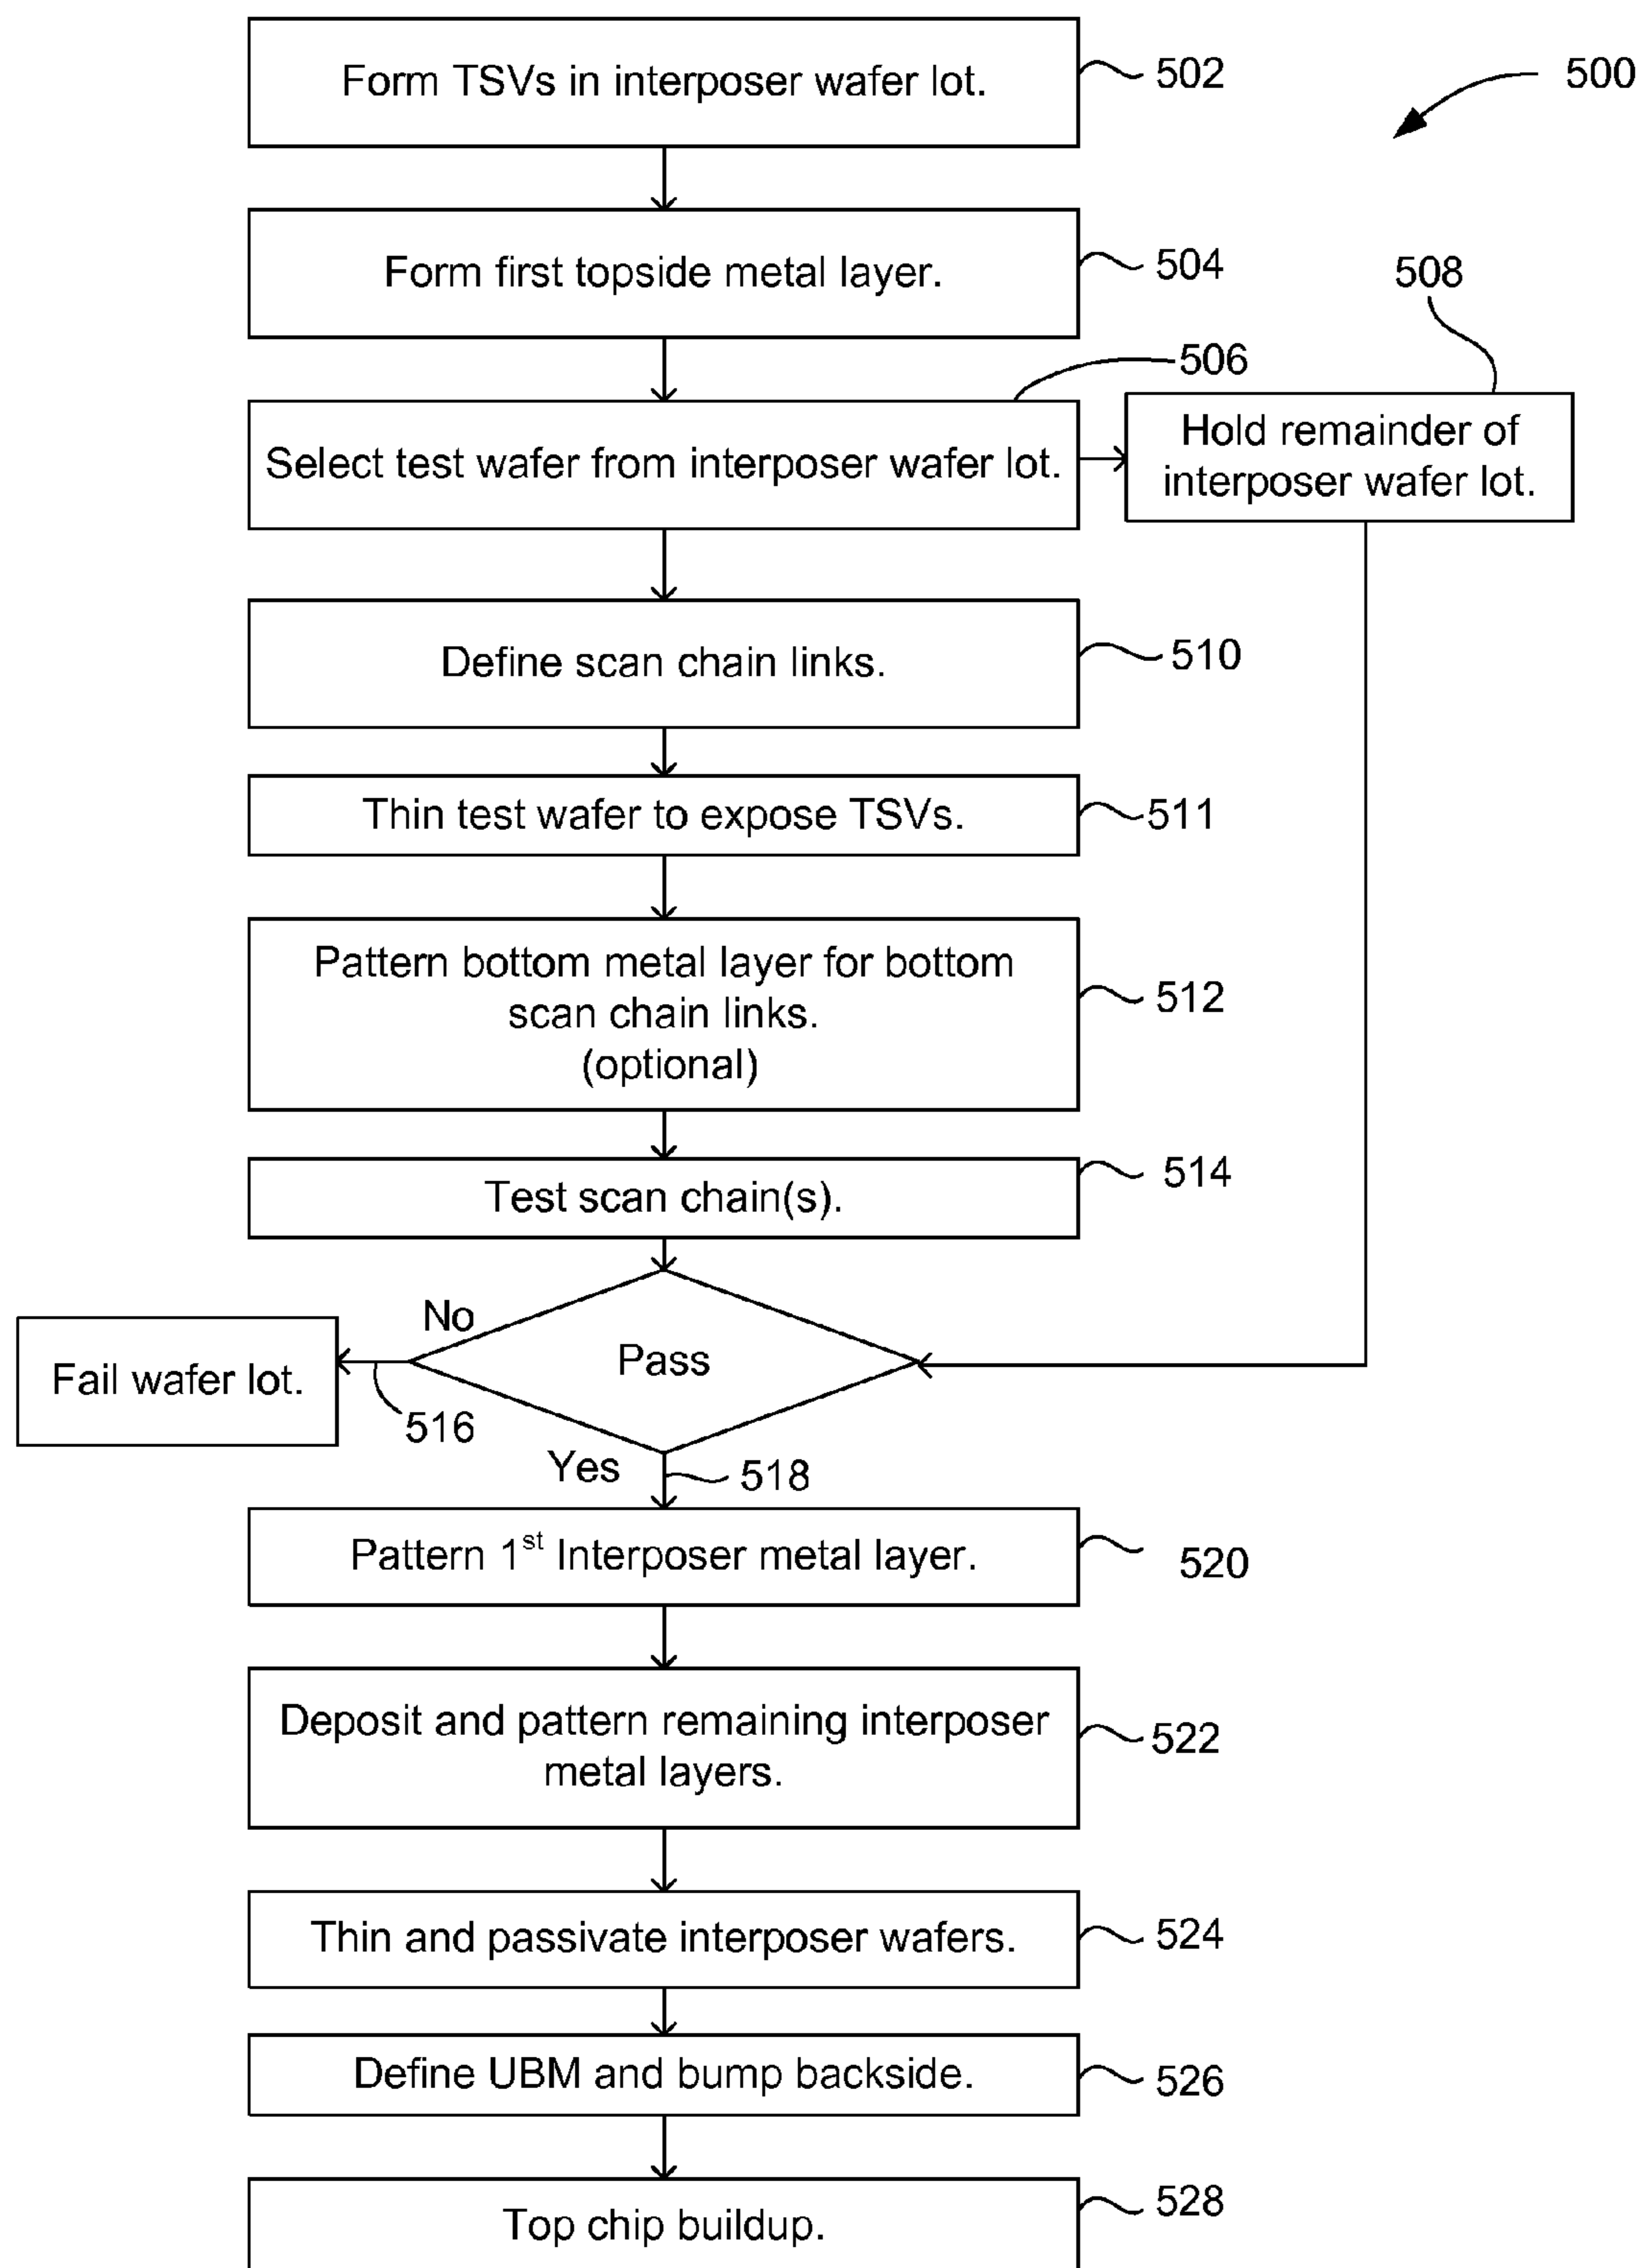 Form TSVs in interposer wafer lot.
502
500
Form first topside metal layer.
504
508
506
Select test wafer from interposer wafer lot.
Hold remainder of
interposer wafer lot.
Define scan chain links.
510
Thin test wafer to expose TSVs.
511
Pattern bottom metal layer for bottom
scan chain links.
(optional)
512
Test scan chain(s).
514
No
Pass
Fail wafer lot.
516
Yes
518
Pattern 1st Interposer metal layer.
520
Deposit and pattern remaining interposer
metal layers.
522
Thin and passivate interposer wafers.
524
Define UBM and bump backside.
526
Top chip buildup.
528